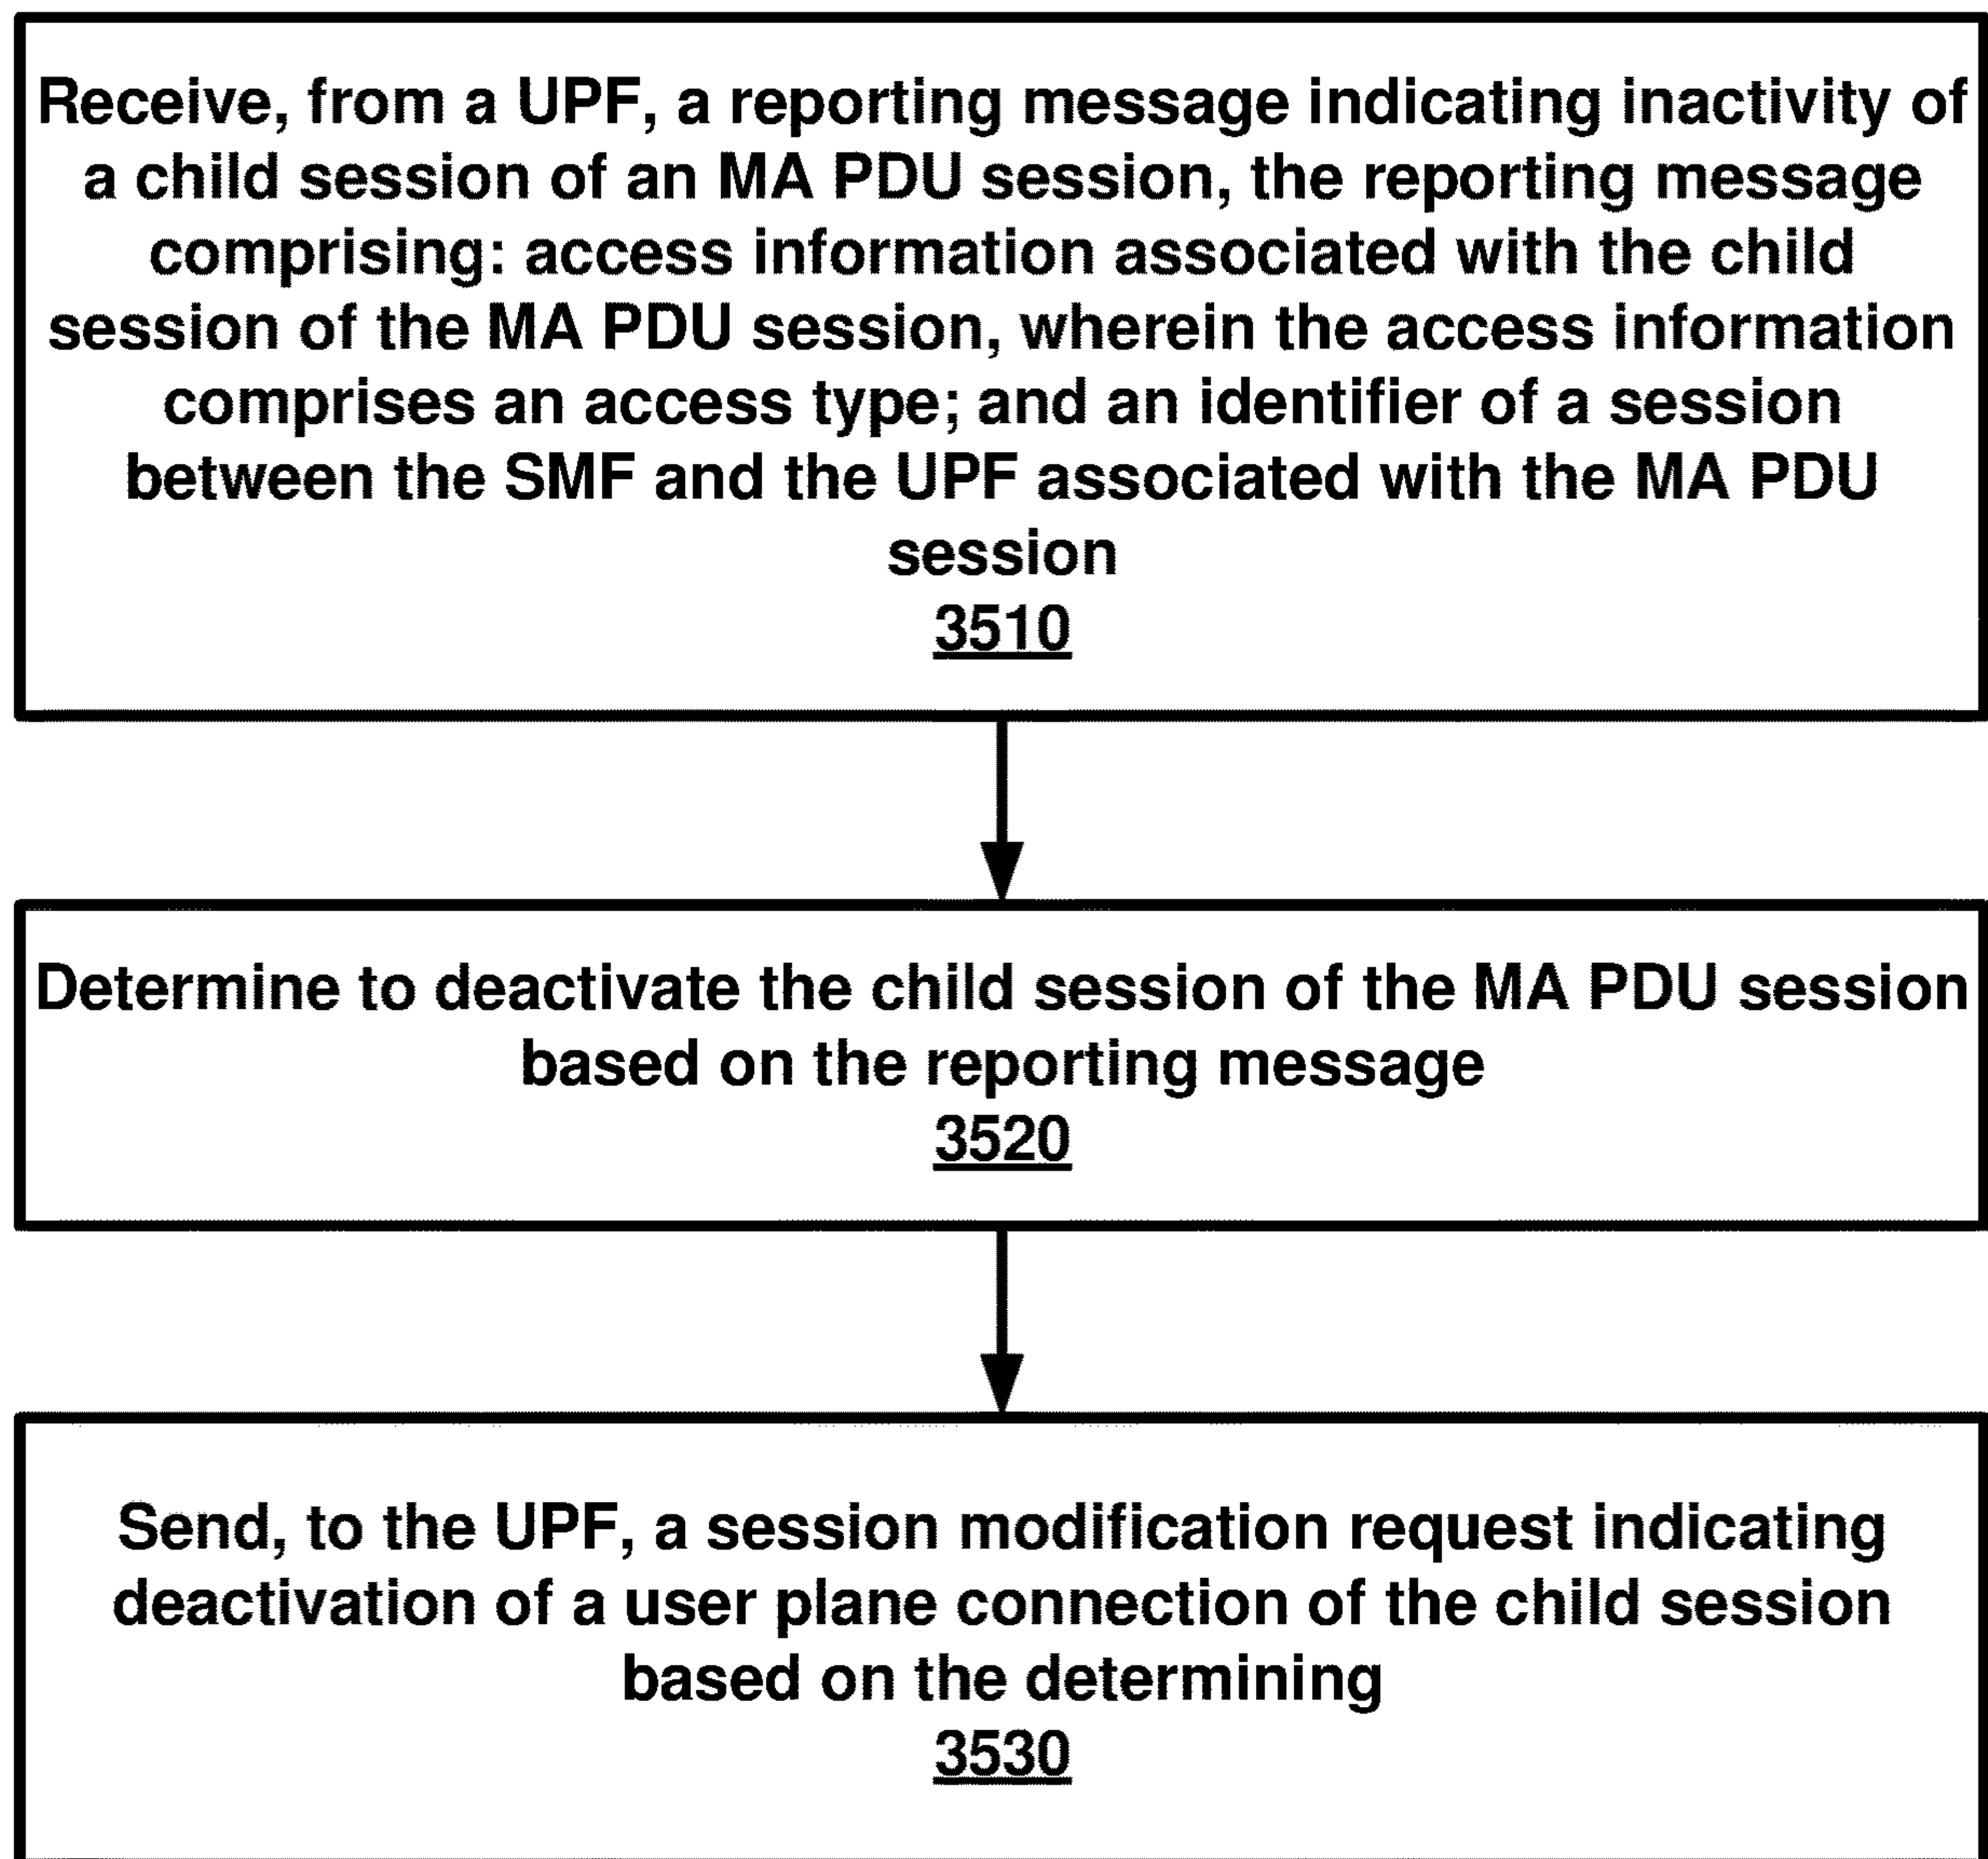 Receive, from a UPF, a reporting message indicating inactivity of
a child session of an MA PDU session, the reporting message
comprising: access information associated with the child
session of the MA PDU session, wherein the access information
comprises an access type; and an identifier of a session
between the SMF and the UPF associated with the MA PDU
session
3510
Determine to deactivate the child session of the MA PDU session
based on the reporting message
3520
Send, to the UPF, a session modification request indicating
deactivation of a user plane connection of the child session
based on the determining
3530